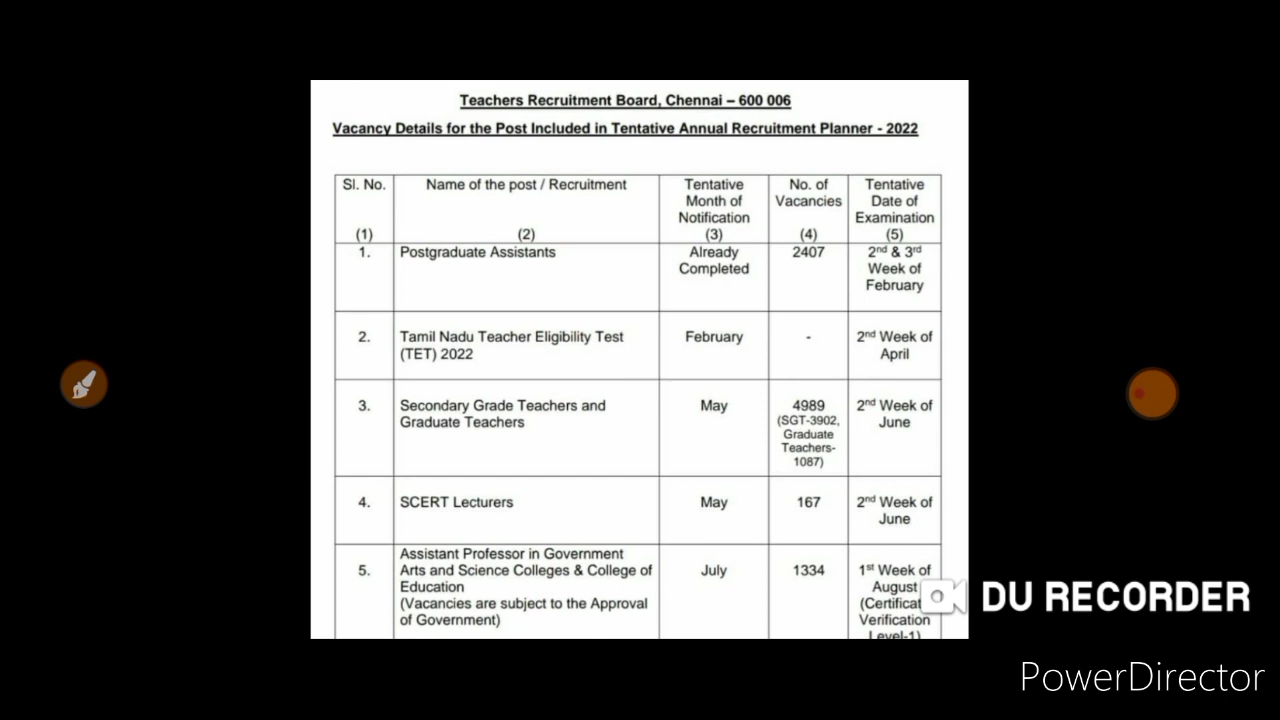 Teachers Recruitment Board, Chennai – 600 006
Vacancy Details for the Post Included in Tentative Annual Recruitment Planner - 2022
Sl. No. Name of the post / Recruitment Tentative No. of Tentative
Month of Vacancies Date of
Notification Examination
(1) (2) (3) (4) (5)
1. Postgraduate Assistants Already 2407 2nd & 3rd
Completed Week of
February
2. Tamil Nadu Teacher Eligibility Test February - 2nd Week of
(TET) 2022 April
3. Secondary Grade Teachers and May 4989 2nd Week of
Graduate Teachers (SGT-3902, June
Graduate
Teachers-
1087)
4. SCERT Lecturers May 167 2nd Week of
June
Assistant Professor in Government
5. Arts and Science Colleges & College of July 1334 1st Week of
Education August
(Vacancies are subject to the Approval (Certificat
of Government) Verification
Level-1)
DU RECORDER
PowerDirector